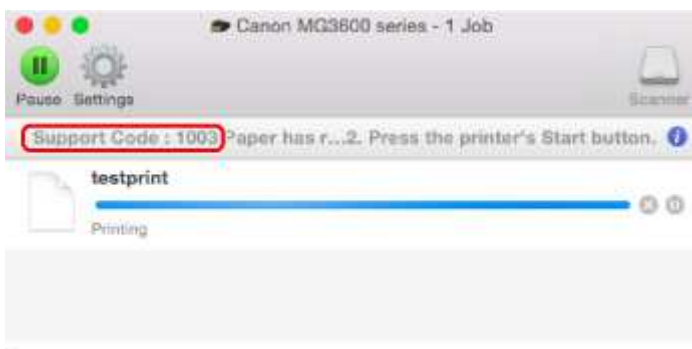 Canon MG3600 series - 1 Job
Pause Settings Scanner
Support Code : 1003 Paper has r...2. Press the printer's Start button.
testprint
Printing